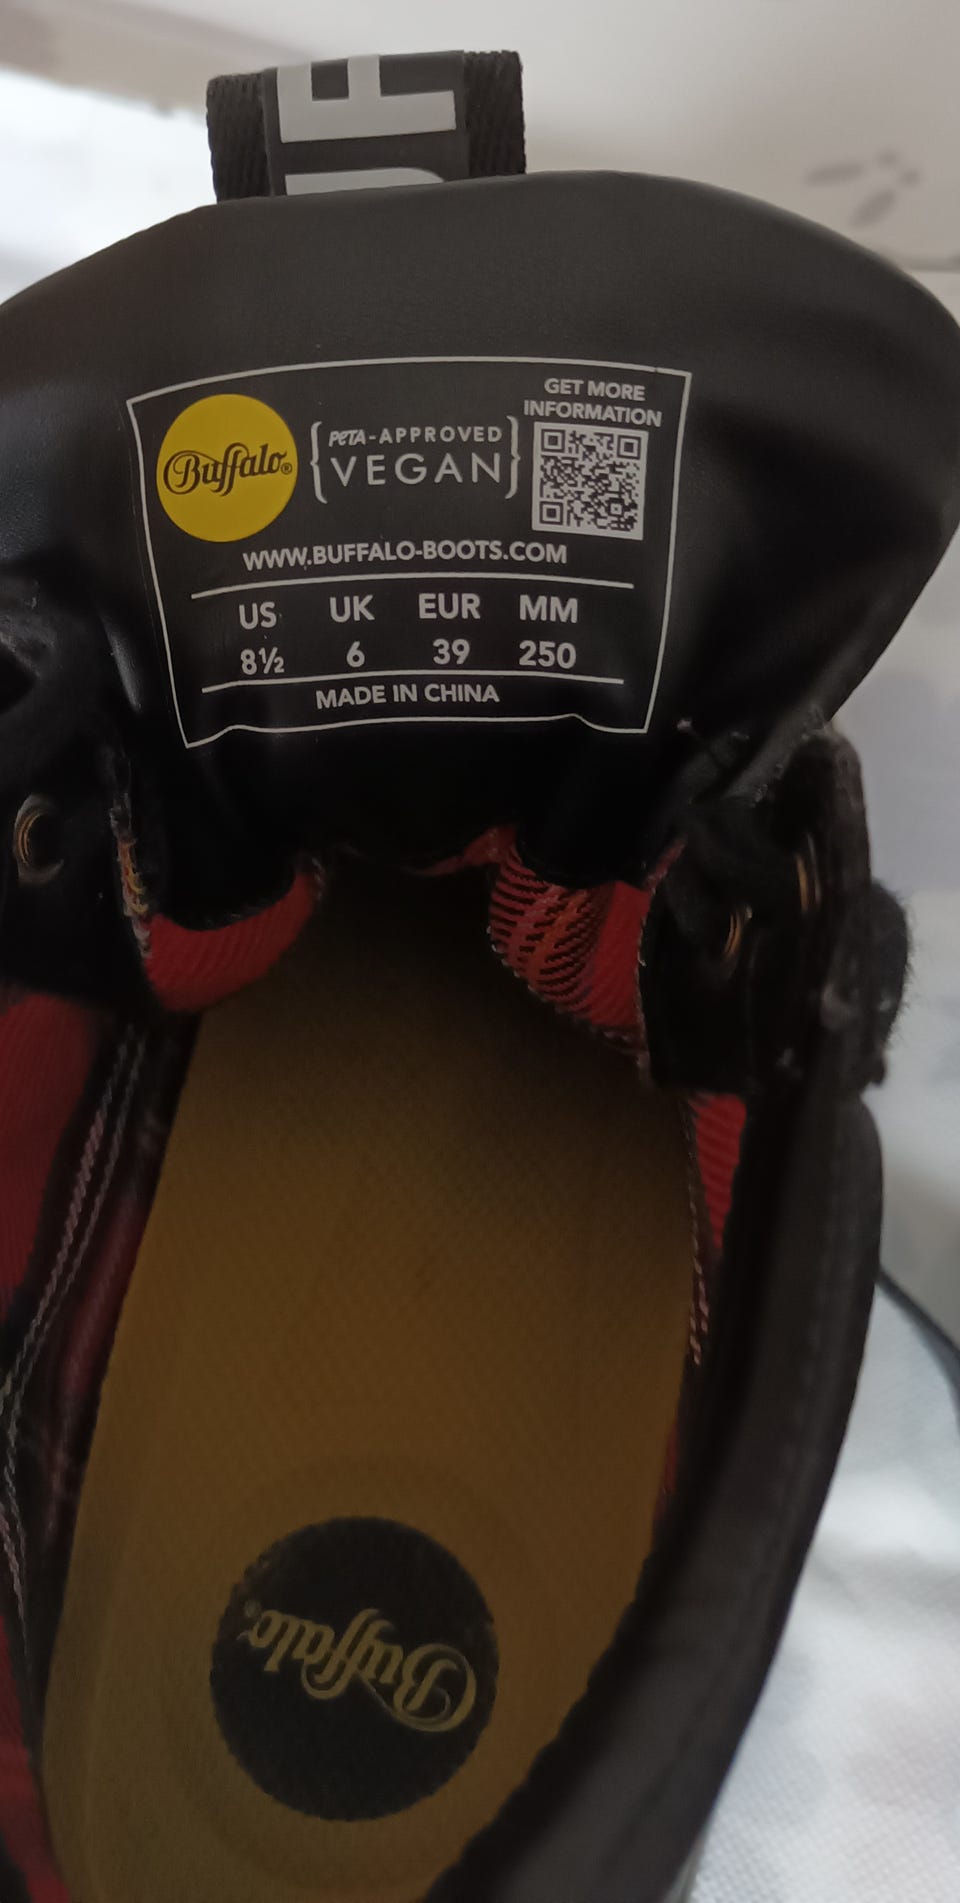 UF
Buffalo®
PETA-APPROVED
VEGAN
GET MORE
INFORMATION
WWW.BUFFALO-BOOTS.COM
US UK EUR MM
8½ 6 39 250
MADE IN CHINA
Buffalo®